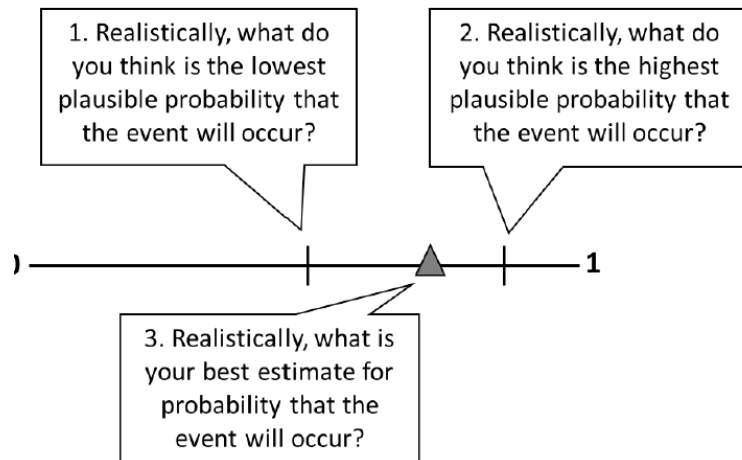 1. Realistically, what do
you think is the lowest
plausible probability that
the event will occur?
2. Realistically, what do
you think is the highest
plausible probability that
the event will occur?
1
3. Realistically, what is
your best estimate for
probability that the
event will occur?